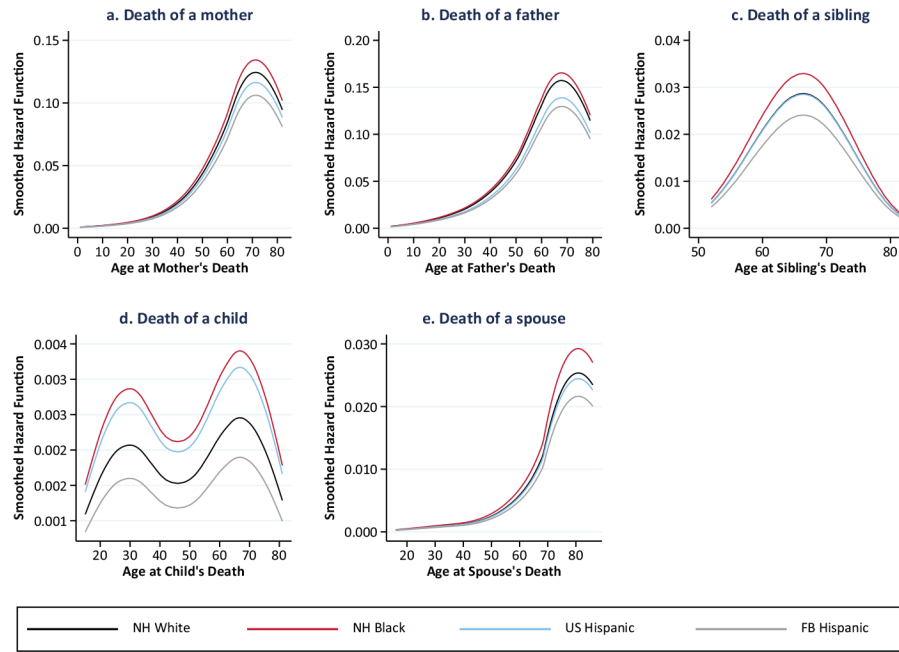 a. Death of a mother
Smoothed Hazard Function
0.15
0.10
0.05
0.00
0 10 20 30 40 50 60 70 80
Age at Mother's Death
b. Death of a father
Smoothed Hazard Function
0.20
0.15
0.10
0.05
0.00
0 10 20 30 40 50 60 70 80
Age at Father's Death
c. Death of a sibling
Smoothed Hazard Function
0.04
0.03
0.02
0.01
0.00
50 60 70 80
Age at Sibling's Death
d. Death of a child
Smoothed Hazard Function
0.004
0.003
0.003
0.002
0.002
0.001
20 30 40 50 60 70 80
Age at Child's Death
e. Death of a spouse
Smoothed Hazard Function
0.030
0.020
0.010
0.000
20 30 40 50 60 70 80
Age at Spouse's Death
NH White NH Black US Hispanic FB Hispanic